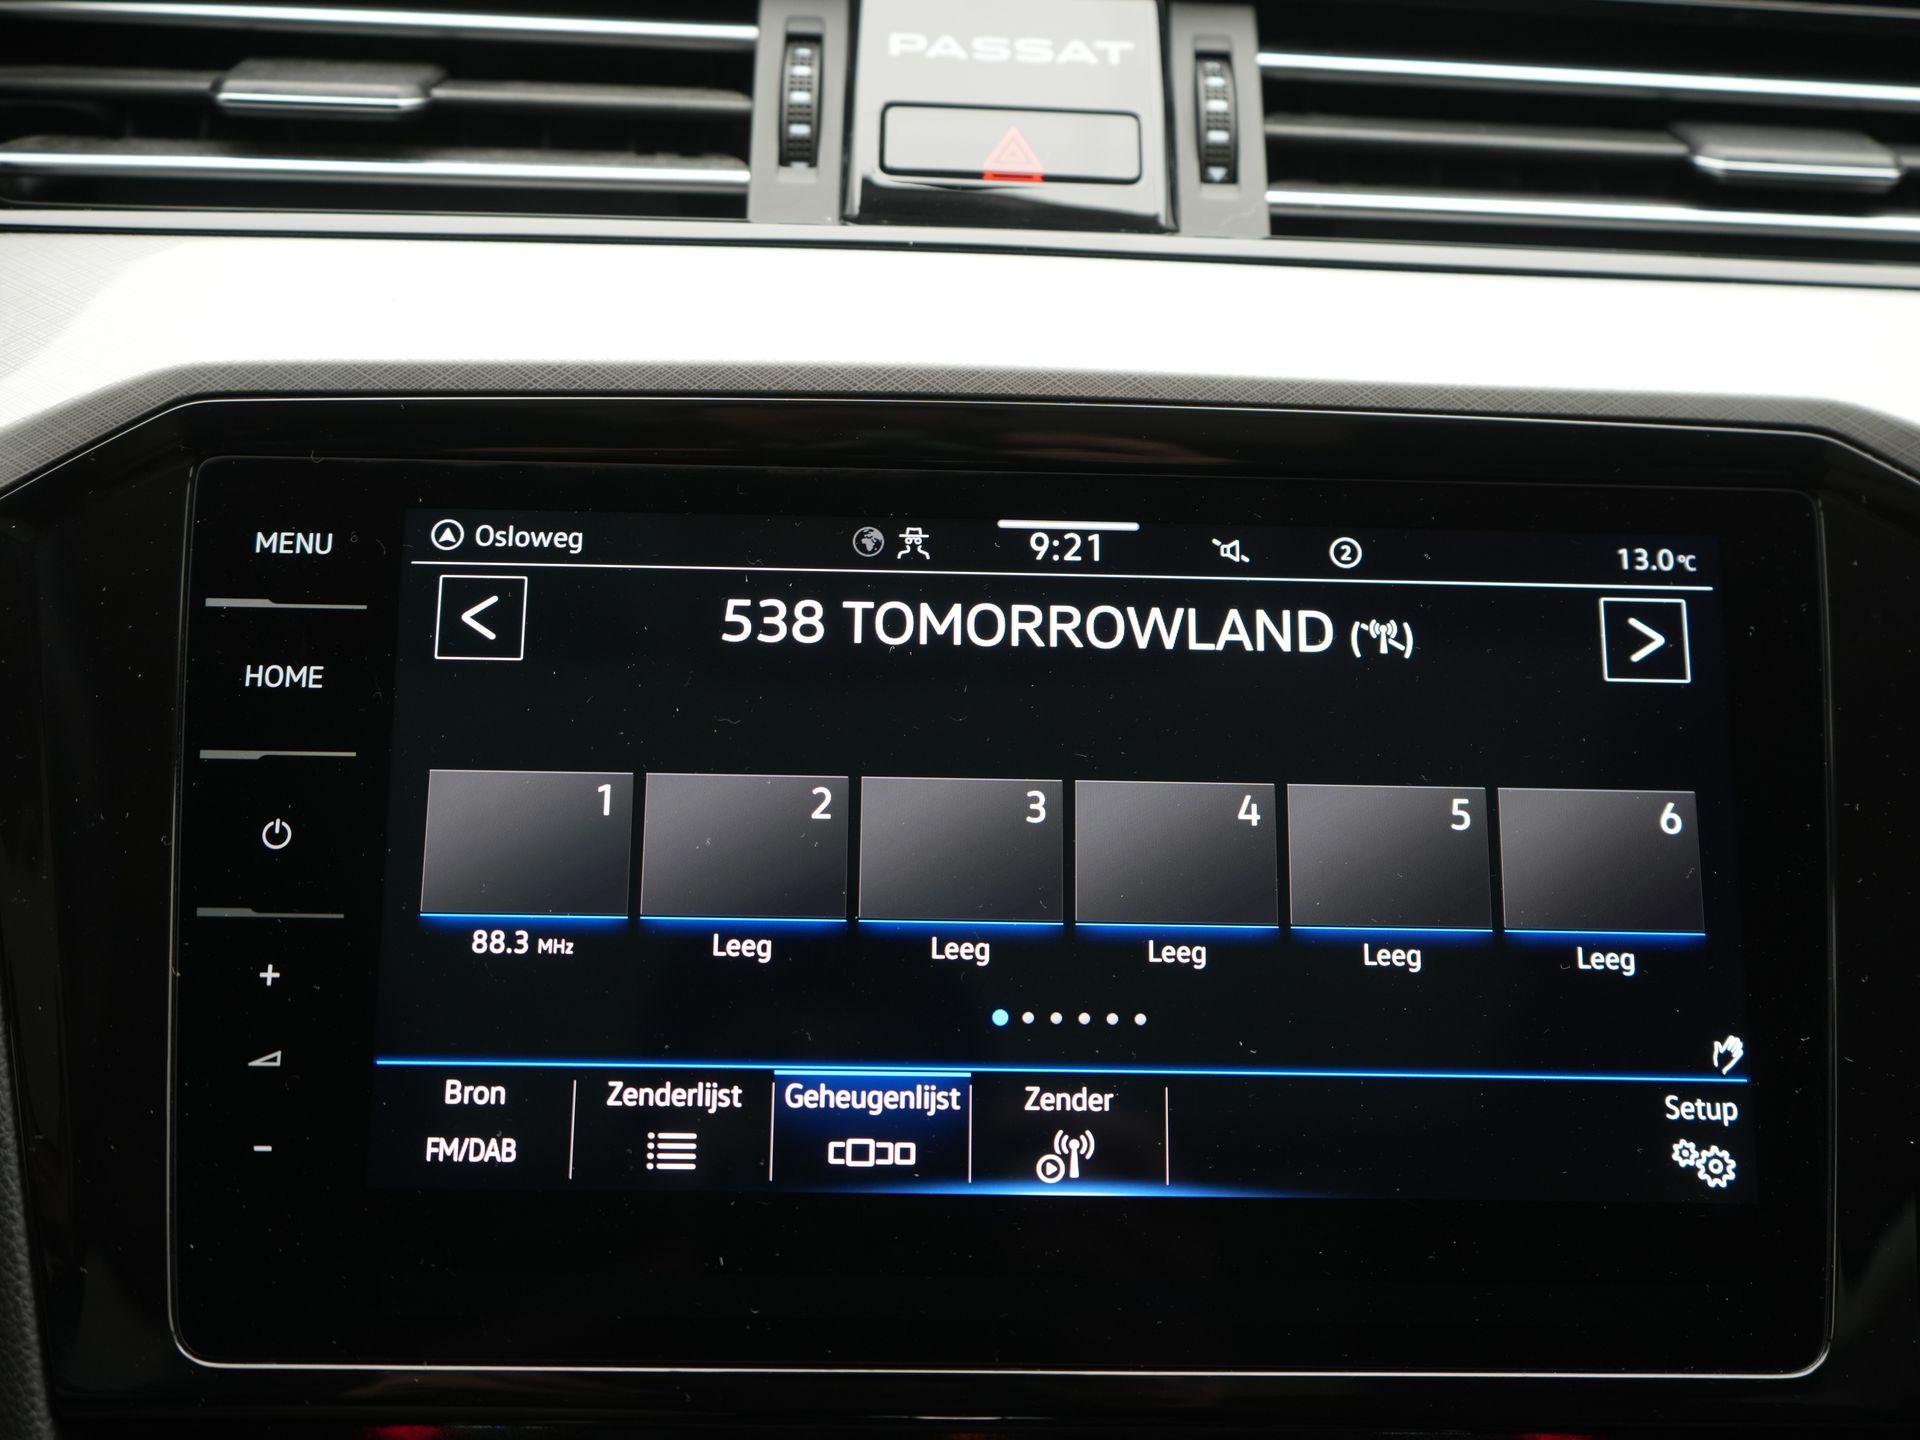 PASSAT
MENU
HOME
+
-
Osloweg
9:21
2
13.0°C
<
538 TOMORROWLAND
>
1
2
3
4
5
6
88.3 MHz
Leeg
Leeg
Leeg
Leeg
Leeg
Bron
Zenderlijst
Geheugenlijst
Zender
Setup
FM/DAB